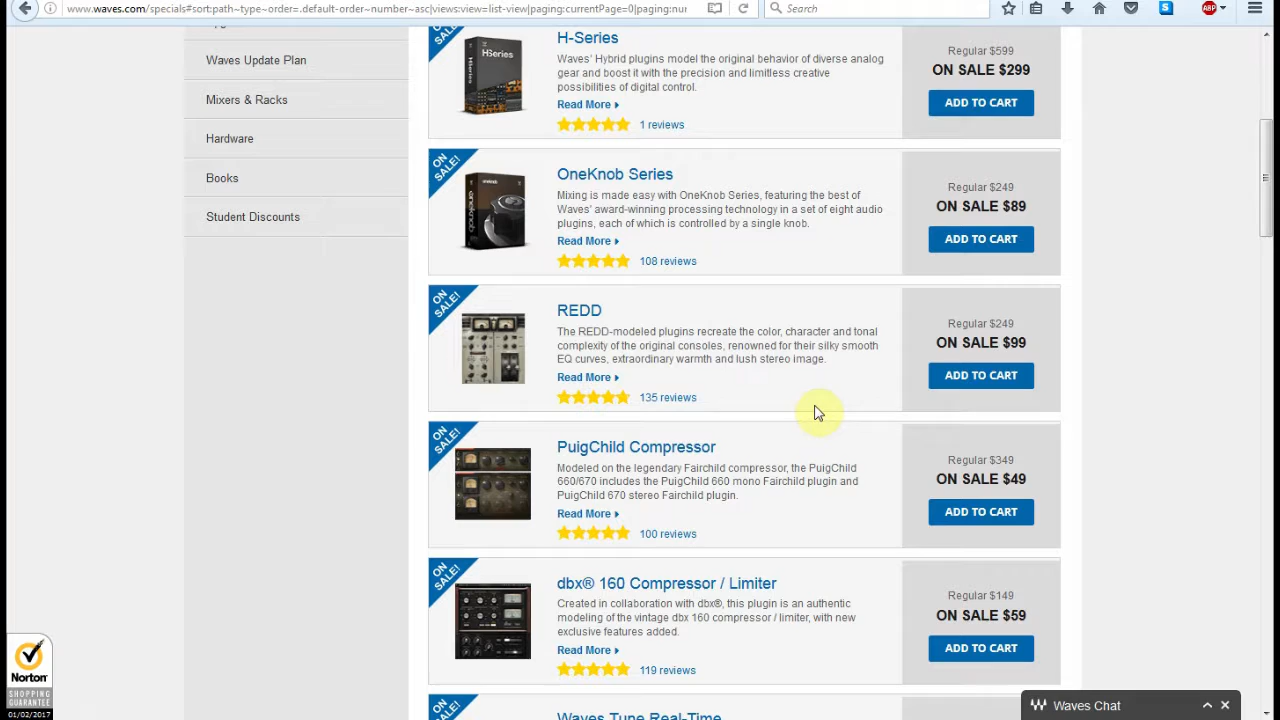 www.waves.com/specials#sort:path~type~order=.default-order~number~asc|views:view=list-view|paging:currentPage=0|paging:nur
Search
ABP
Waves Update Plan
Mixers & Racks
Hardware
Books
Student Discounts
H-Series
Waves' Hybrid plugins model the original behavior of diverse analog
gear and boost it with the precision and limitless creative
possibilities of digital control.
Read More
1 reviews
Regular $599
ON SALE $299
ADD TO CART
ON SALE!
OneKnob Series
Mixing is made easy with OneKnob Series, featuring the best of
Waves' award-winning processing technology in a set of eight audio
plugins, each of which is controlled by a single knob.
Read More
108 reviews
Regular $249
ON SALE $89
ADD TO CART
ON SALE!
REDD
The REDD-modeled plugins recreate the color, character and tonal
complexity of the original consoles, renowned for their silky smooth
EQ curves, extraordinary warmth and lush stereo image.
Read More
135 reviews
Regular $249
ON SALE $99
ADD TO CART
ON SALE!
PuigChild Compressor
Modeled on the legendary Fairchild compressor, the PuigChild
660/670 includes the PuigChild 660 mono Fairchild plugin and
PuigChild 670 stereo Fairchild plugin.
Read More
100 reviews
Regular $349
ON SALE $49
ADD TO CART
ON SALE!
dbx® 160 Compressor / Limiter
Created in collaboration with dbx®, this plugin is an authentic
modeling of the vintage dbx 160 compressor / limiter, with new
exclusive features added.
Read More
119 reviews
Regular $149
ON SALE $59
ADD TO CART
Waves Tune Real-Time
Norton
SHOPPING
GUARANTEE
01/02/2017
Waves Chat